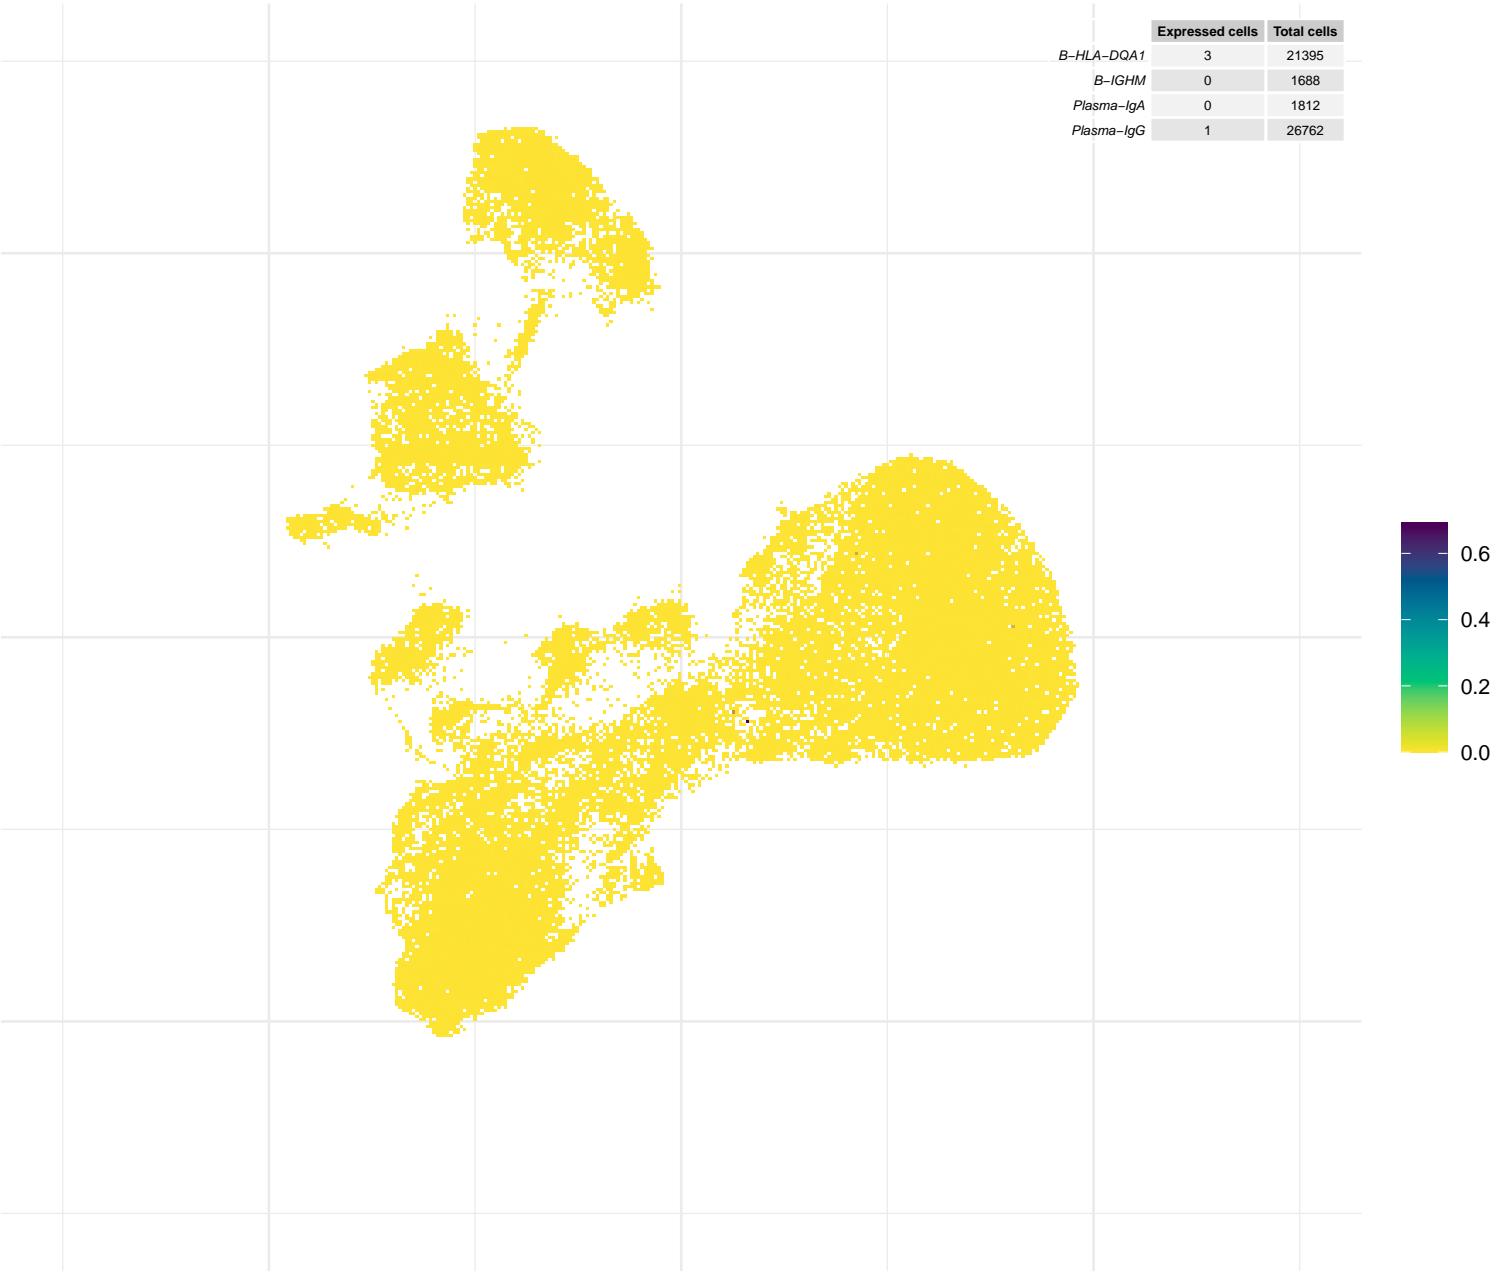 Expressed cells Total cells
B−HLA−DQA1 3 21395
B−IGHM 0 1688
Plasma−IgA 0 1812
Plasma−IgG 1 26762
0.6
0.4
0.2
0.0